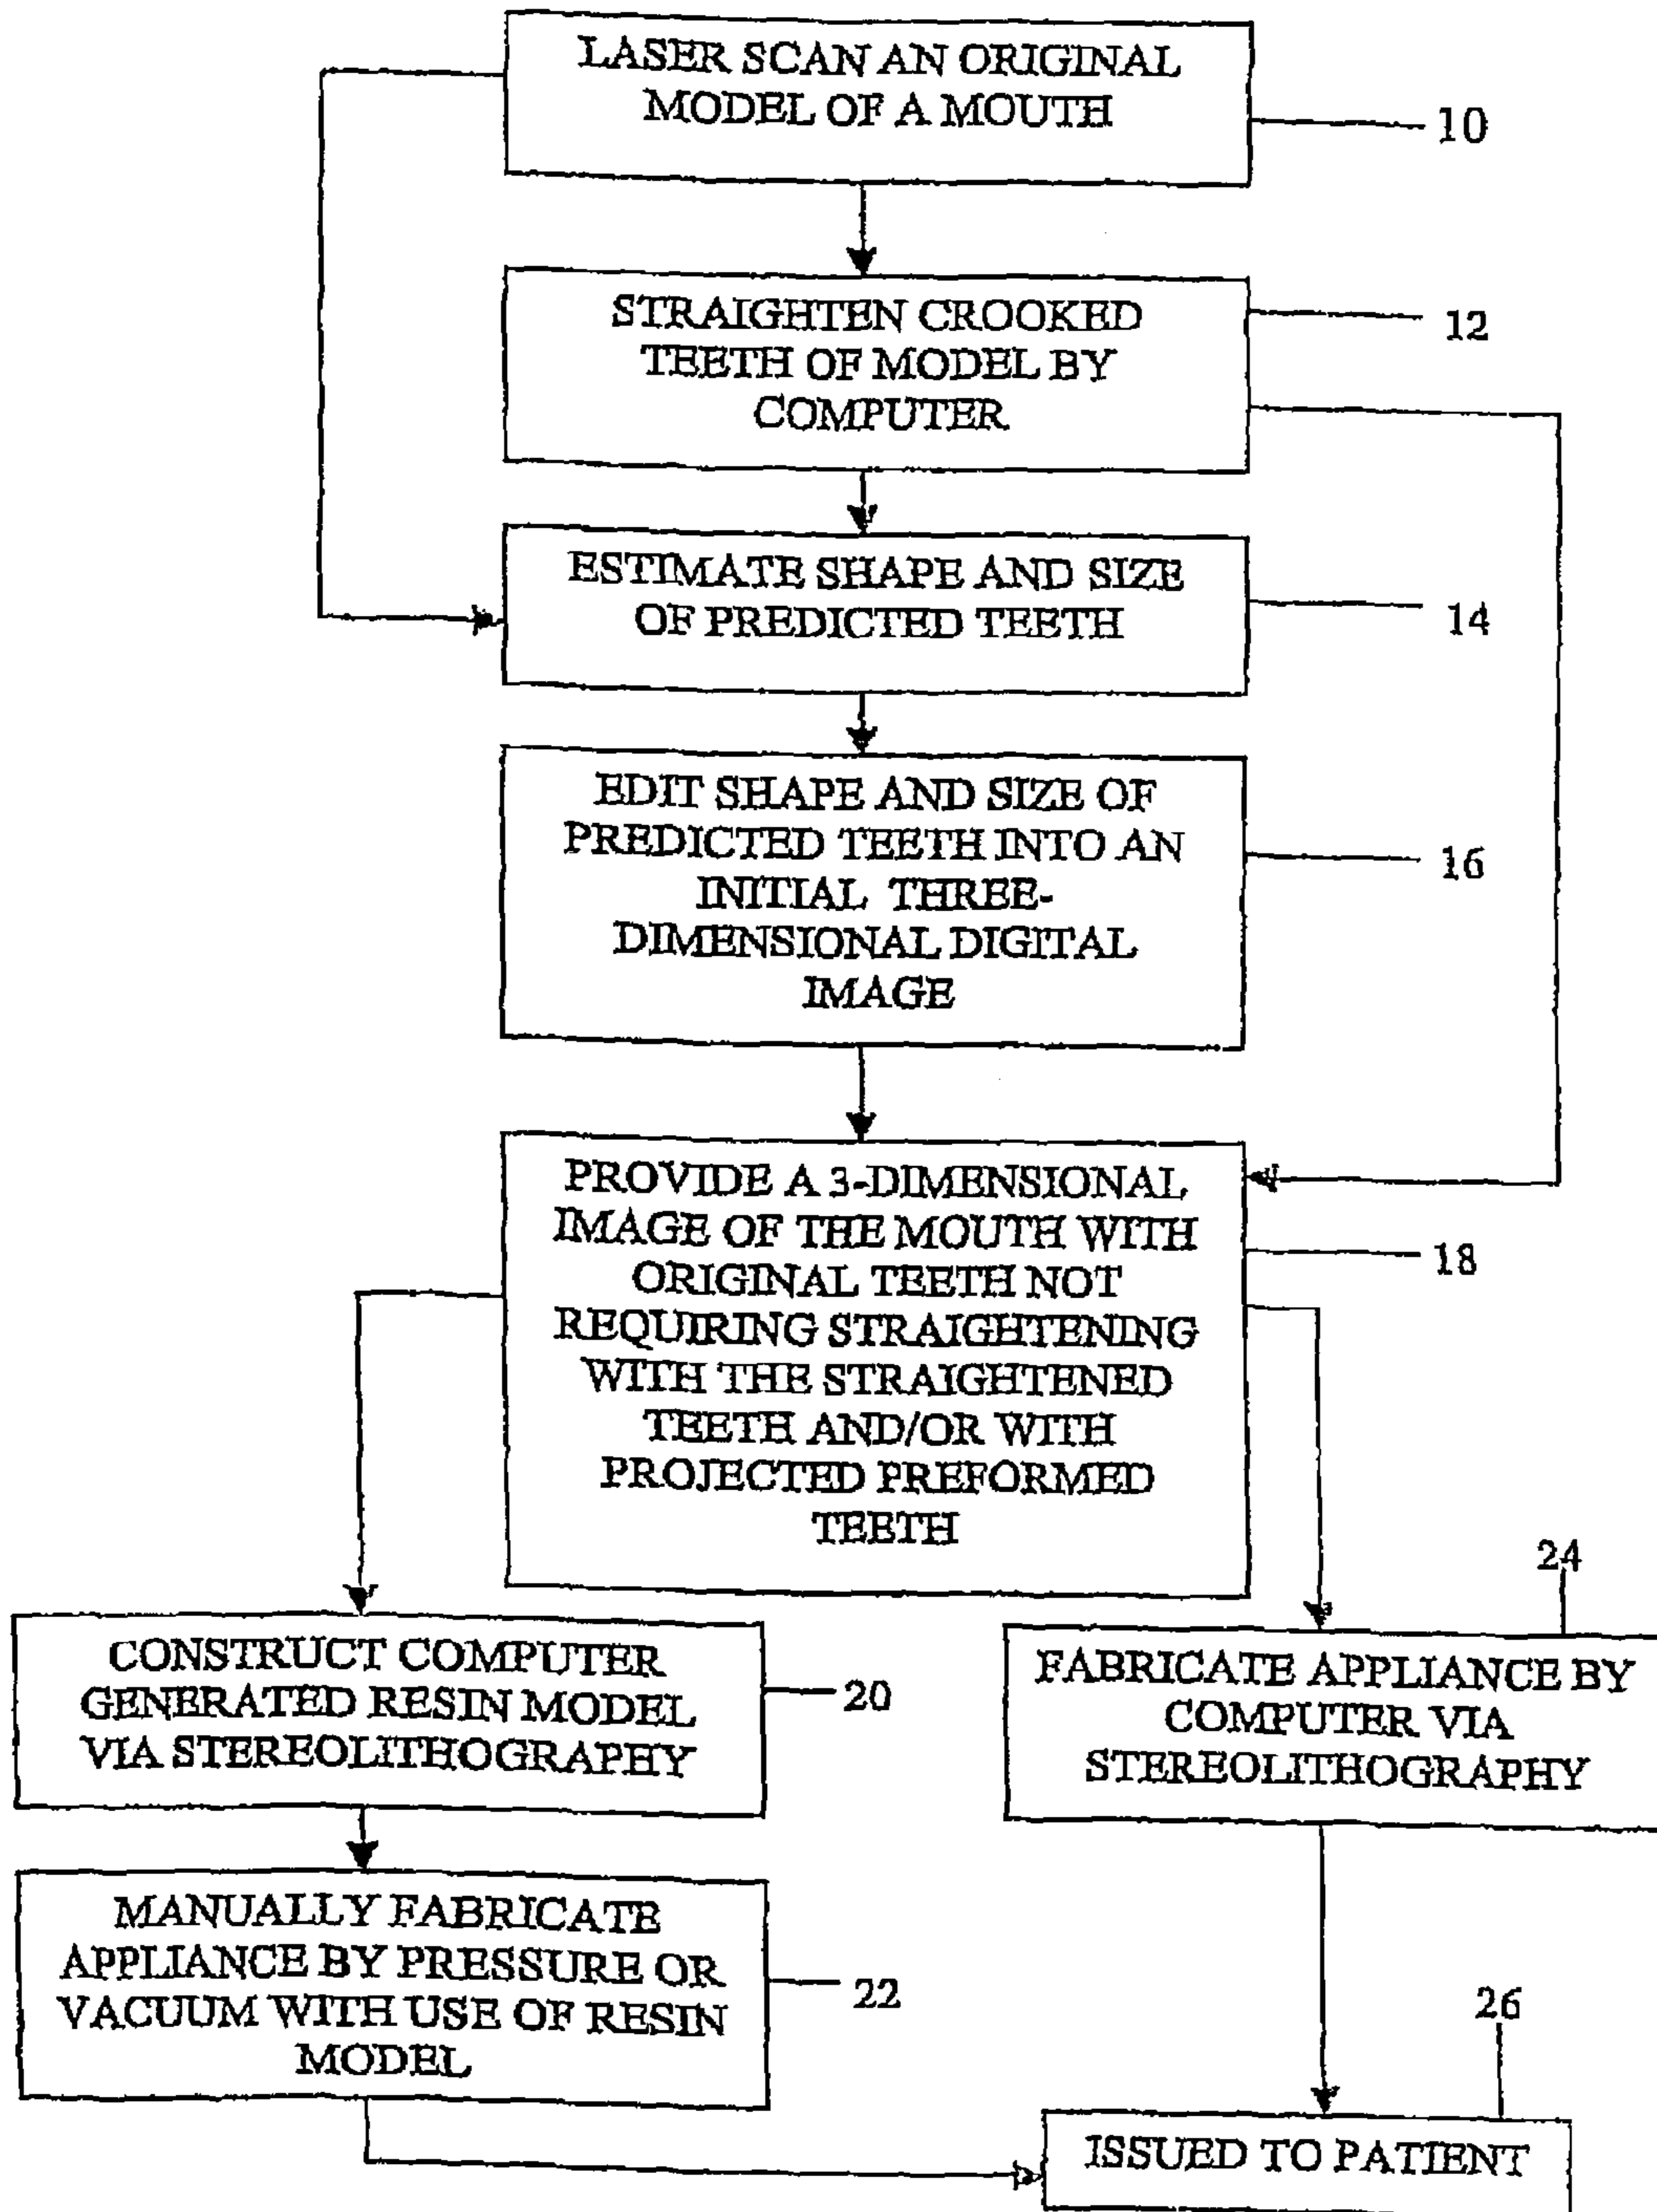 LASER SCAN AN ORIGINAL
MODEL OF A MOUTH
10
STRAIGHTEN CROOKED
TEETH OF MODEL BY
COMPUTER
12
ESTIMATE SHAPE AND SIZE
OF PREDICTED TEETH
14
EDIT SHAPE AND SIZE OF
PREDICTED TEETH INTO AN
INITIAL THREE-
DIMENSIONAL DIGITAL
IMAGE
16
PROVIDE A 3-DIMENSIONAL
IMAGE OF THE MOUTH WITH
ORIGINAL TEETH NOT
REQUIRING STRAIGHTENING
WITH THE STRAIGHTENED
TEETH AND/OR WITH
PROJECTED PREFORMED
TEETH
18
CONSTRUCT COMPUTER
GENERATED RESIN MODEL
VIA STEREOLITHOGRAPHY
20
24
FABRICATE APPLIANCE BY
COMPUTER VIA
STEREOLITHOGRAPHY
MANUALLY FABRICATE
APPLIANCE BY PRESSURE OR
VACUUM WITH USE OF RESIN
MODEL
22
26
ISSUED TO PATIENT